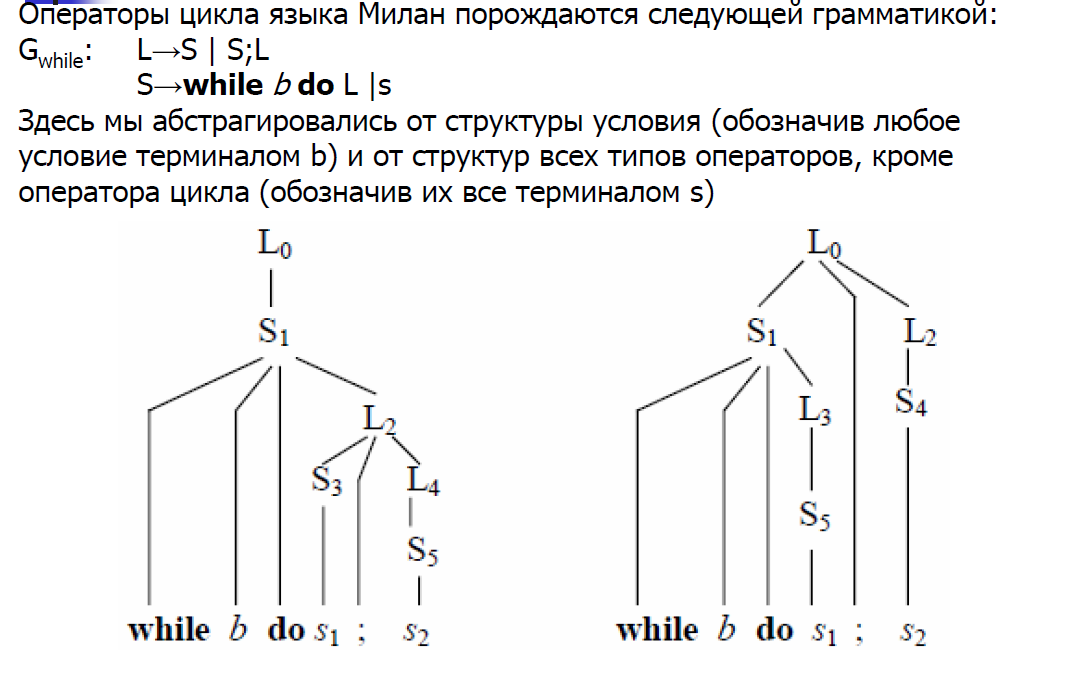 Операторы цикла языка Милан порождаются следующей грамматикой:
Gwhile: L→S | S;L
S→while b do L |s
Здесь мы абстрагировались от структуры условия (обозначив любое
условие терминалом b) и от структур всех типов операторов, кроме
оператора цикла (обозначив их все терминалом s)
L0
S1
L2
S3 L4
S5
while b do s1 ; s2
L0
S1 L2
L3 S4
S5
while b do s1 ; s2